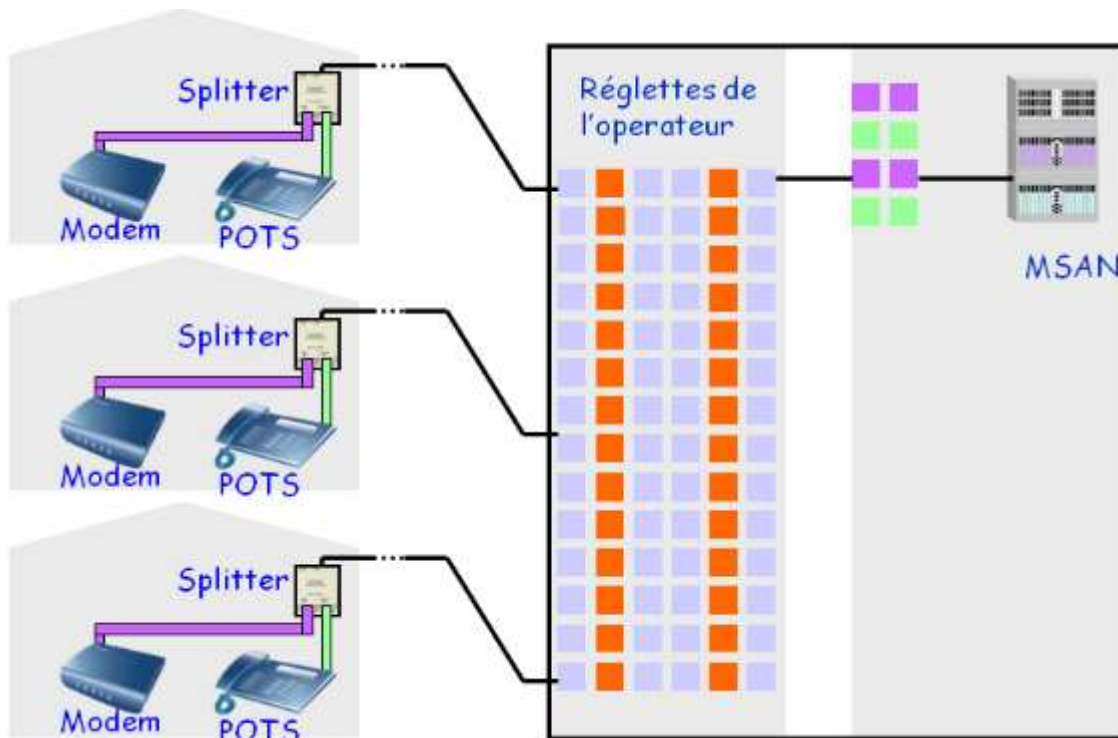 Splitter
Modem
POTS
Splitter
Modem
POTS
Splitter
Modem
POTS
Réglettes de
l'operateur
MSAN